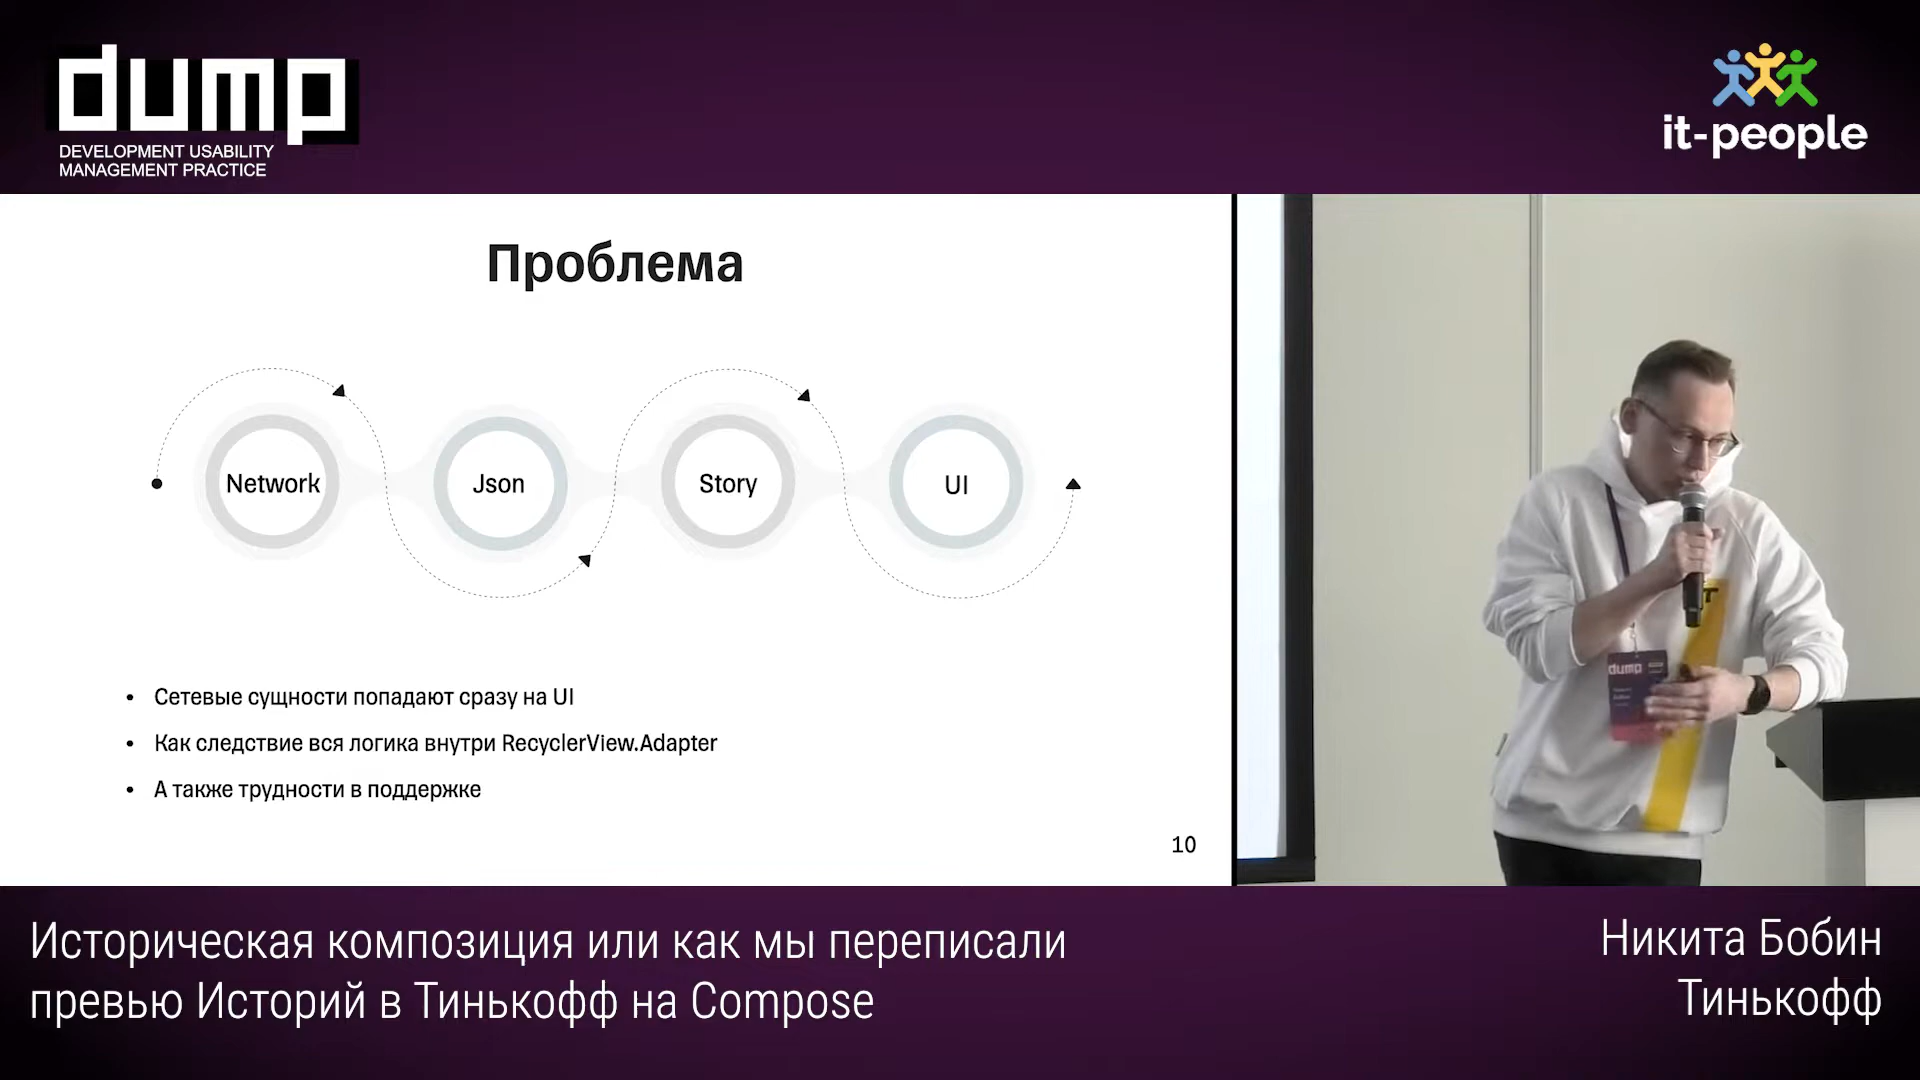 dump
DEVELOPMENT USABILITY
MANAGEMENT PRACTICE
it-people
Проблема
Network
Json
Story
UI
• Сетевые сущности попадают сразу на UI
• Как следствие вся логика внутри RecyclerView.Adapter
• А также трудности в поддержке
10
dump
Историческая композиция или как мы переписали
превью Историй в Тинькофф на Compose
Никита Бобин
Тинькофф